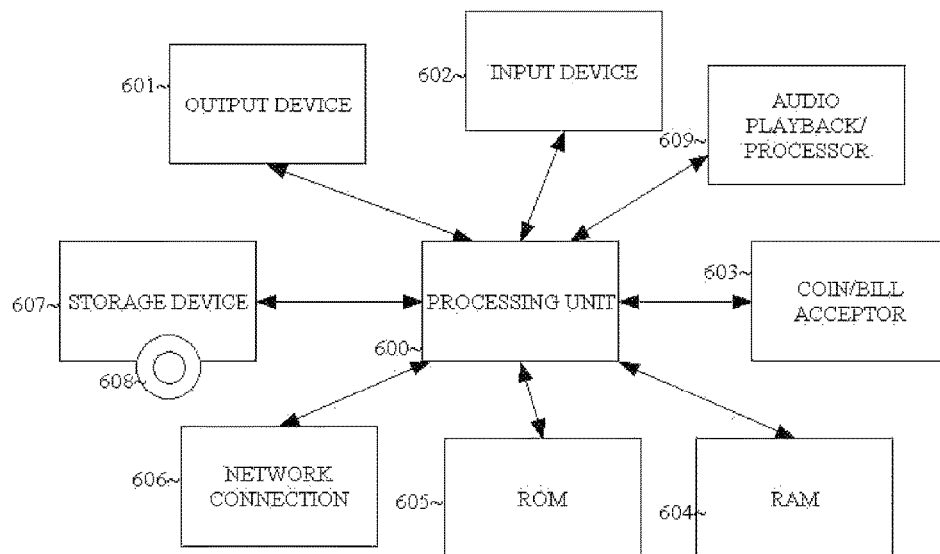 601~
OUTPUT DEVICE
602~
INPUT DEVICE
609~
AUDIO
PLAYBACK/
PROCESSOR
607~
STORAGE DEVICE
608~
PROCESSING UNIT
600~
603~
COIN/BILL
ACCEPTOR
606~
NETWORK
CONNECTION
605~
ROM
604~
RAM